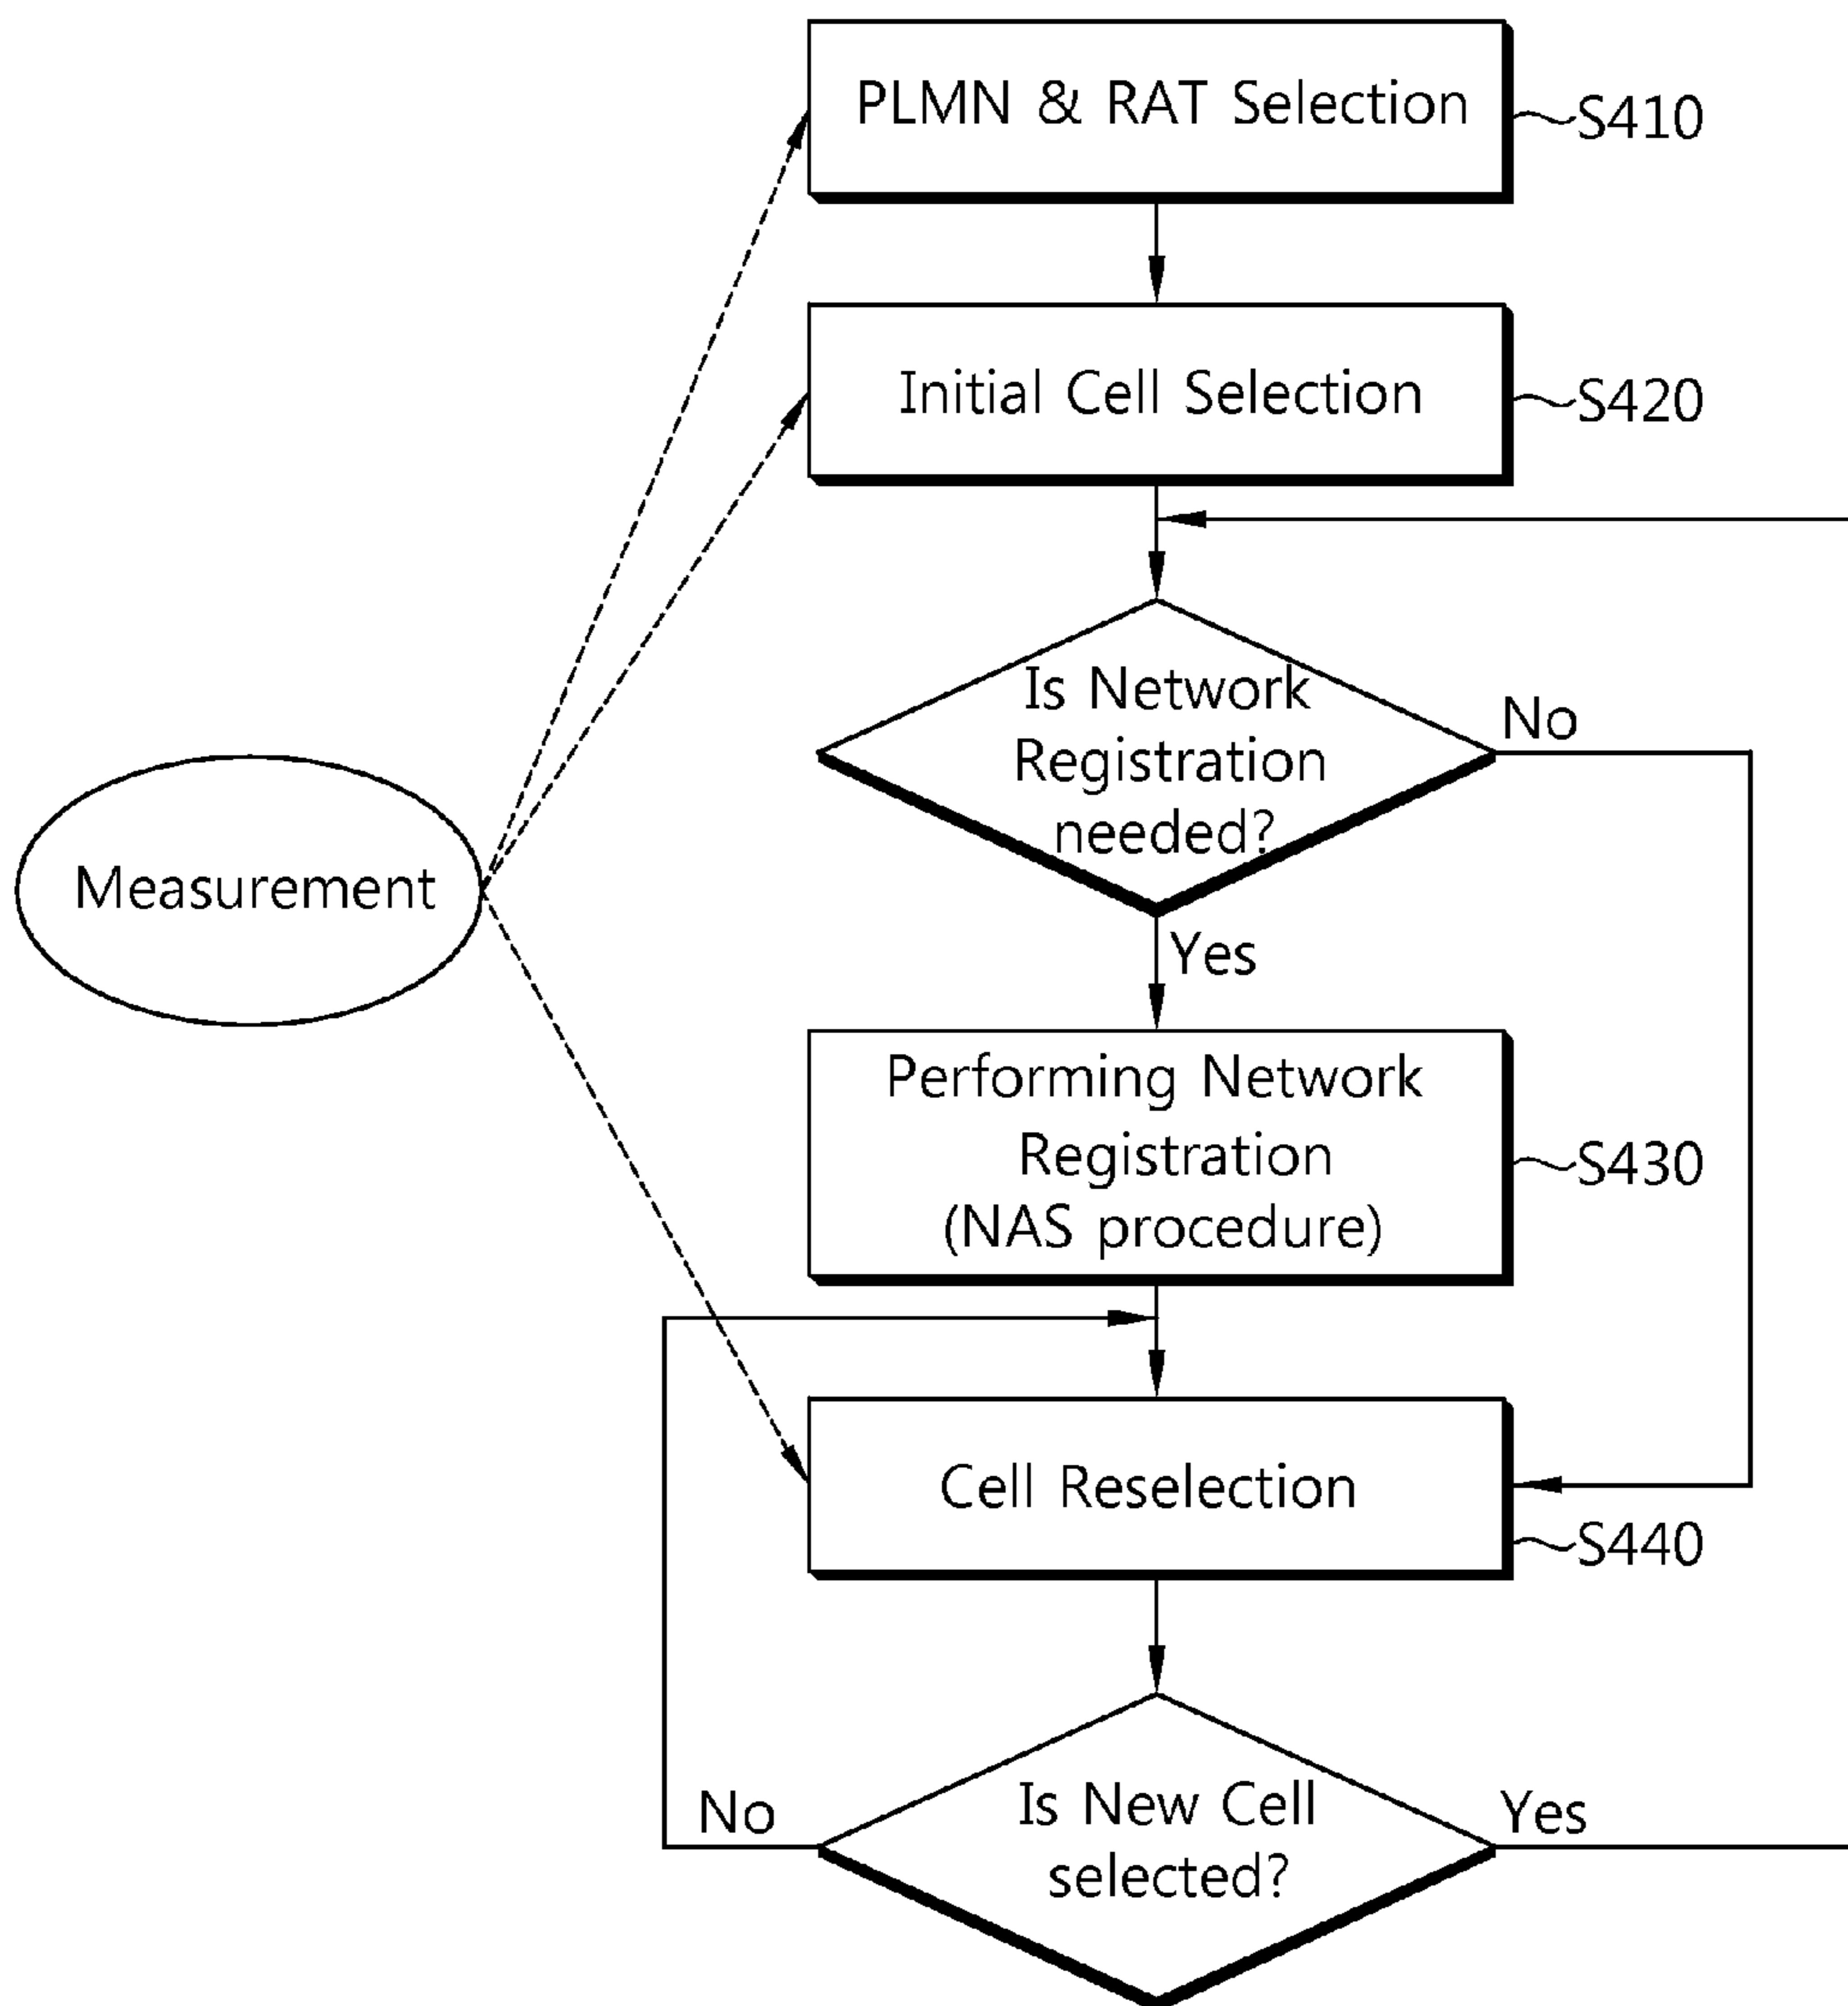 PLMN & RAT Selection
S410
Initial Cell Selection
S420
Is Network
Registration
needed?
No
Yes
Measurement
Performing Network
Registration
(NAS procedure)
S430
Cell Reselection
S440
Is New Cell
selected?
No
Yes